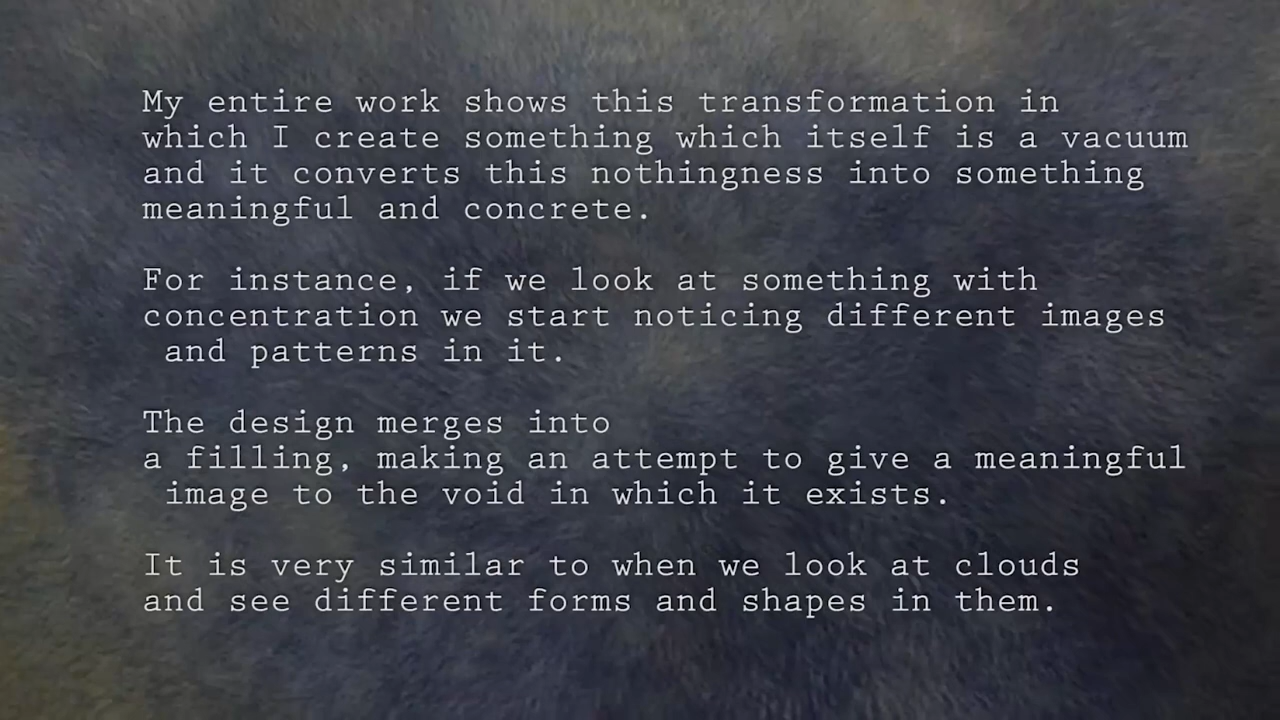 My entire work shows this transformation in
which I create something which itself is a vacuum
and it converts this nothingness into something
meaningful and concrete.
For instance, if we look at something with
concentration we start noticing different images
and patterns in it.
The design merges into
a filling, making an attempt to give a meaningful
image to the void in which it exists.
It is very similar to when we look at clouds
and see different forms and shapes in them.